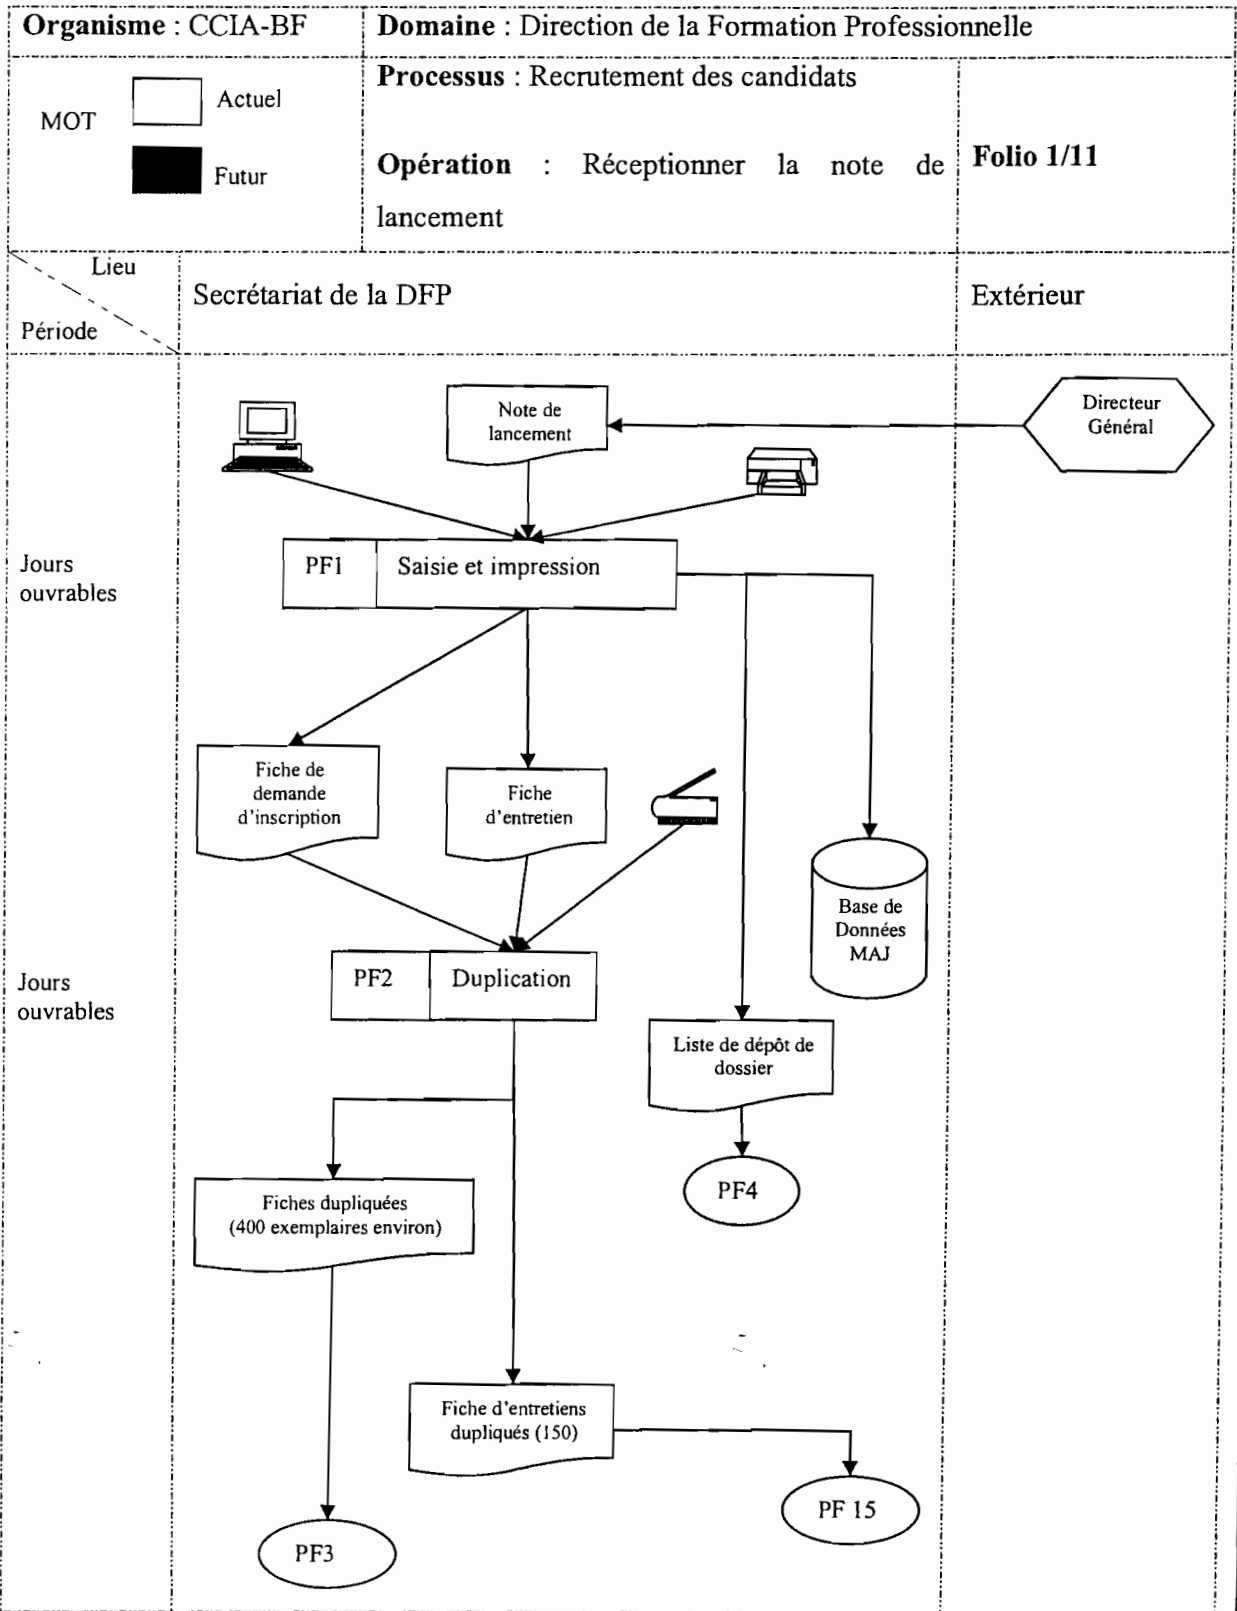 Organisme : CCIA-BF
Domaine : Direction de la Formation Professionnelle
MOT
Actuel
Futur
Processus : Recrutement des candidats
Opération : Réceptionner la note de
lancement
Folio 1/11
Lieu
Période
Secrétariat de la DFP
Extérieur
Note de
lancement
Directeur
Général
Jours
ouvrables
PF1
Saisie et impression
Fiche de
demande
d'inscription
Fiche
d'entretien
Base de
Données
MAJ
Jours
ouvrables
PF2
Duplication
Liste de dépôt de
dossier
PF4
Fiches dupliquées
(400 exemplaires environ)
Fiche d'entretiens
dupliqués (150)
PF 15
PF3